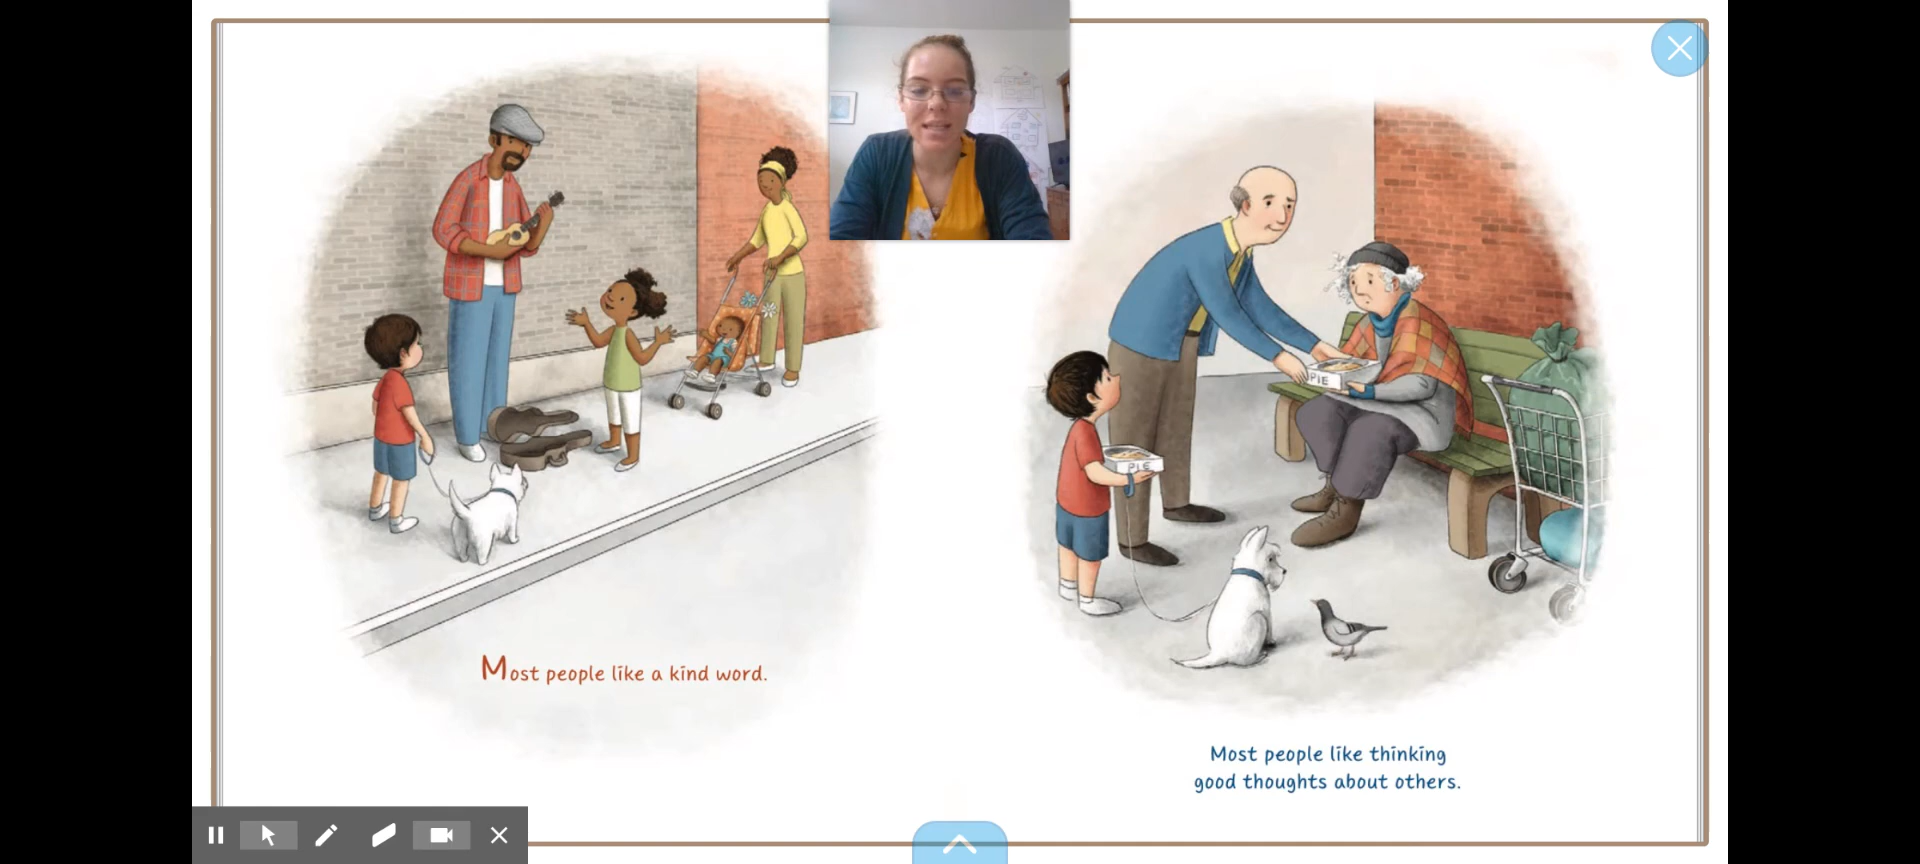 Most people like a kind word.
PIE
PIE
Most people like thinking
good thoughts about others.